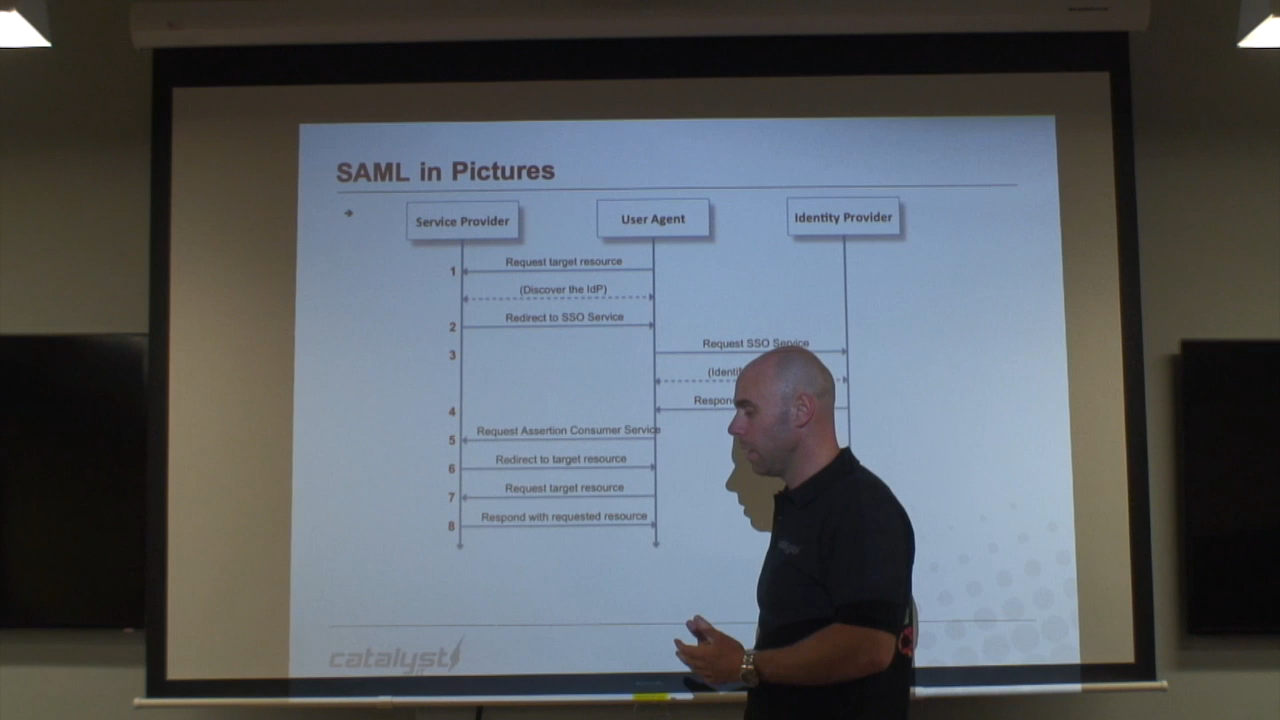 SAML in Pictures
Service Provider
User Agent
Identity Provider
1
Request target resource
(Discover the IdP)
2
Redirect to SSO Service
3
Request SSO Service
(Identi
4
Respon
5
Request Assertion Consumer Service
6
Redirect to target resource
7
Request target resource
8
Respond with requested resource
catalyst